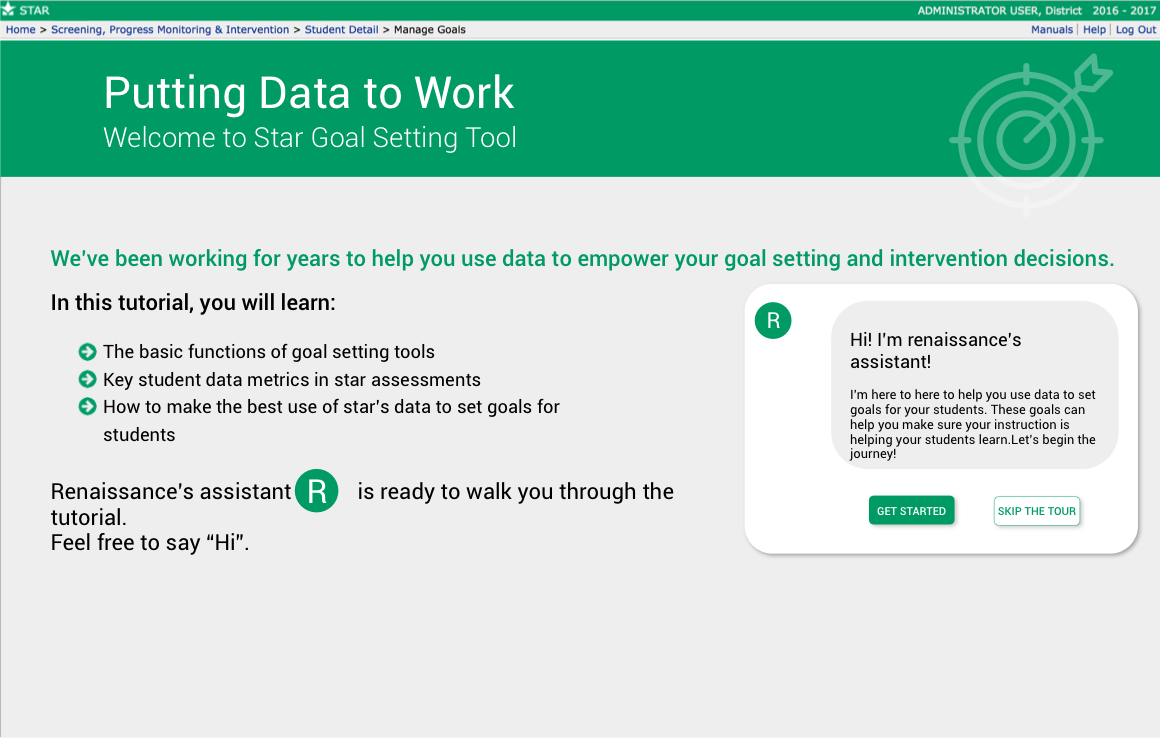 STAR
ADMINISTRATOR USER, District 2016 - 2017
Home > Screening, Progress Monitoring & Intervention > Student Detail > Manage Goals
Manuals | Help | Log Out
Putting Data to Work
Welcome to Star Goal Setting Tool
We've been working for years to help you use data to empower your goal setting and intervention decisions.
In this tutorial, you will learn:
The basic functions of goal setting tools
Key student data metrics in star assessments
How to make the best use of star's data to set goals for
students
Renaissance's assistant R is ready to walk you through the
tutorial.
Feel free to say “Hi”.
R
Hi! I'm renaissance's
assistant!
I'm here to here to help you use data to set
goals for your students. These goals can
help you make sure your instruction is
helping your students learn.Let's begin the
journey!
GET STARTED
SKIP THE TOUR